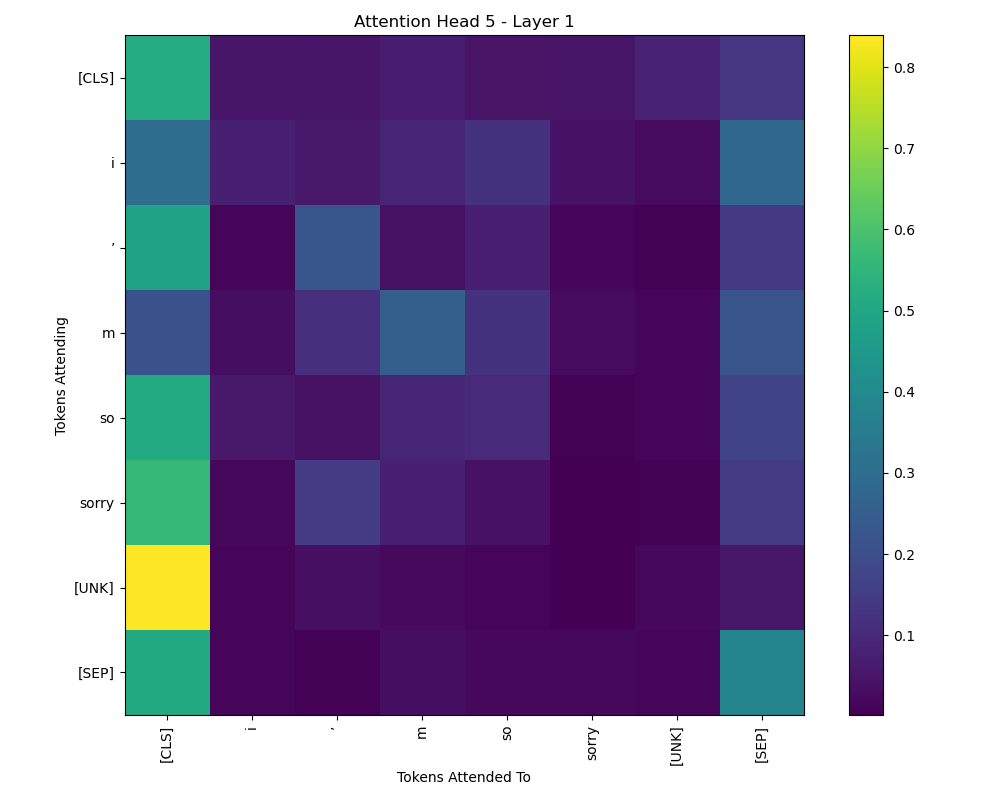 Attention Head 5 - Layer 1
Tokens Attending
[CLS]
i
’
m
so
sorry
[UNK]
[SEP]
[CLS]
i
’
m
so
sorry
[UNK]
[SEP]
Tokens Attended To
0.8
0.7
0.6
0.5
0.4
0.3
0.2
0.1